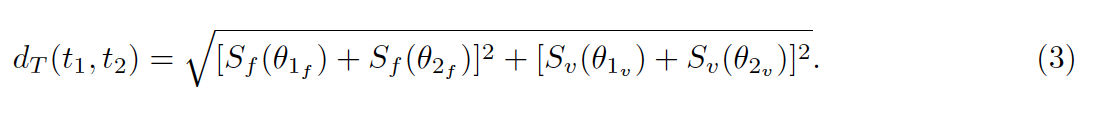 d_T(t_1, t_2) = \sqrt{[S_f(\theta_{1_f}) + S_f(\theta_{2_f})]^2 + [S_v(\theta_{1_v}) + S_v(\theta_{2_v})]^2}. (3)